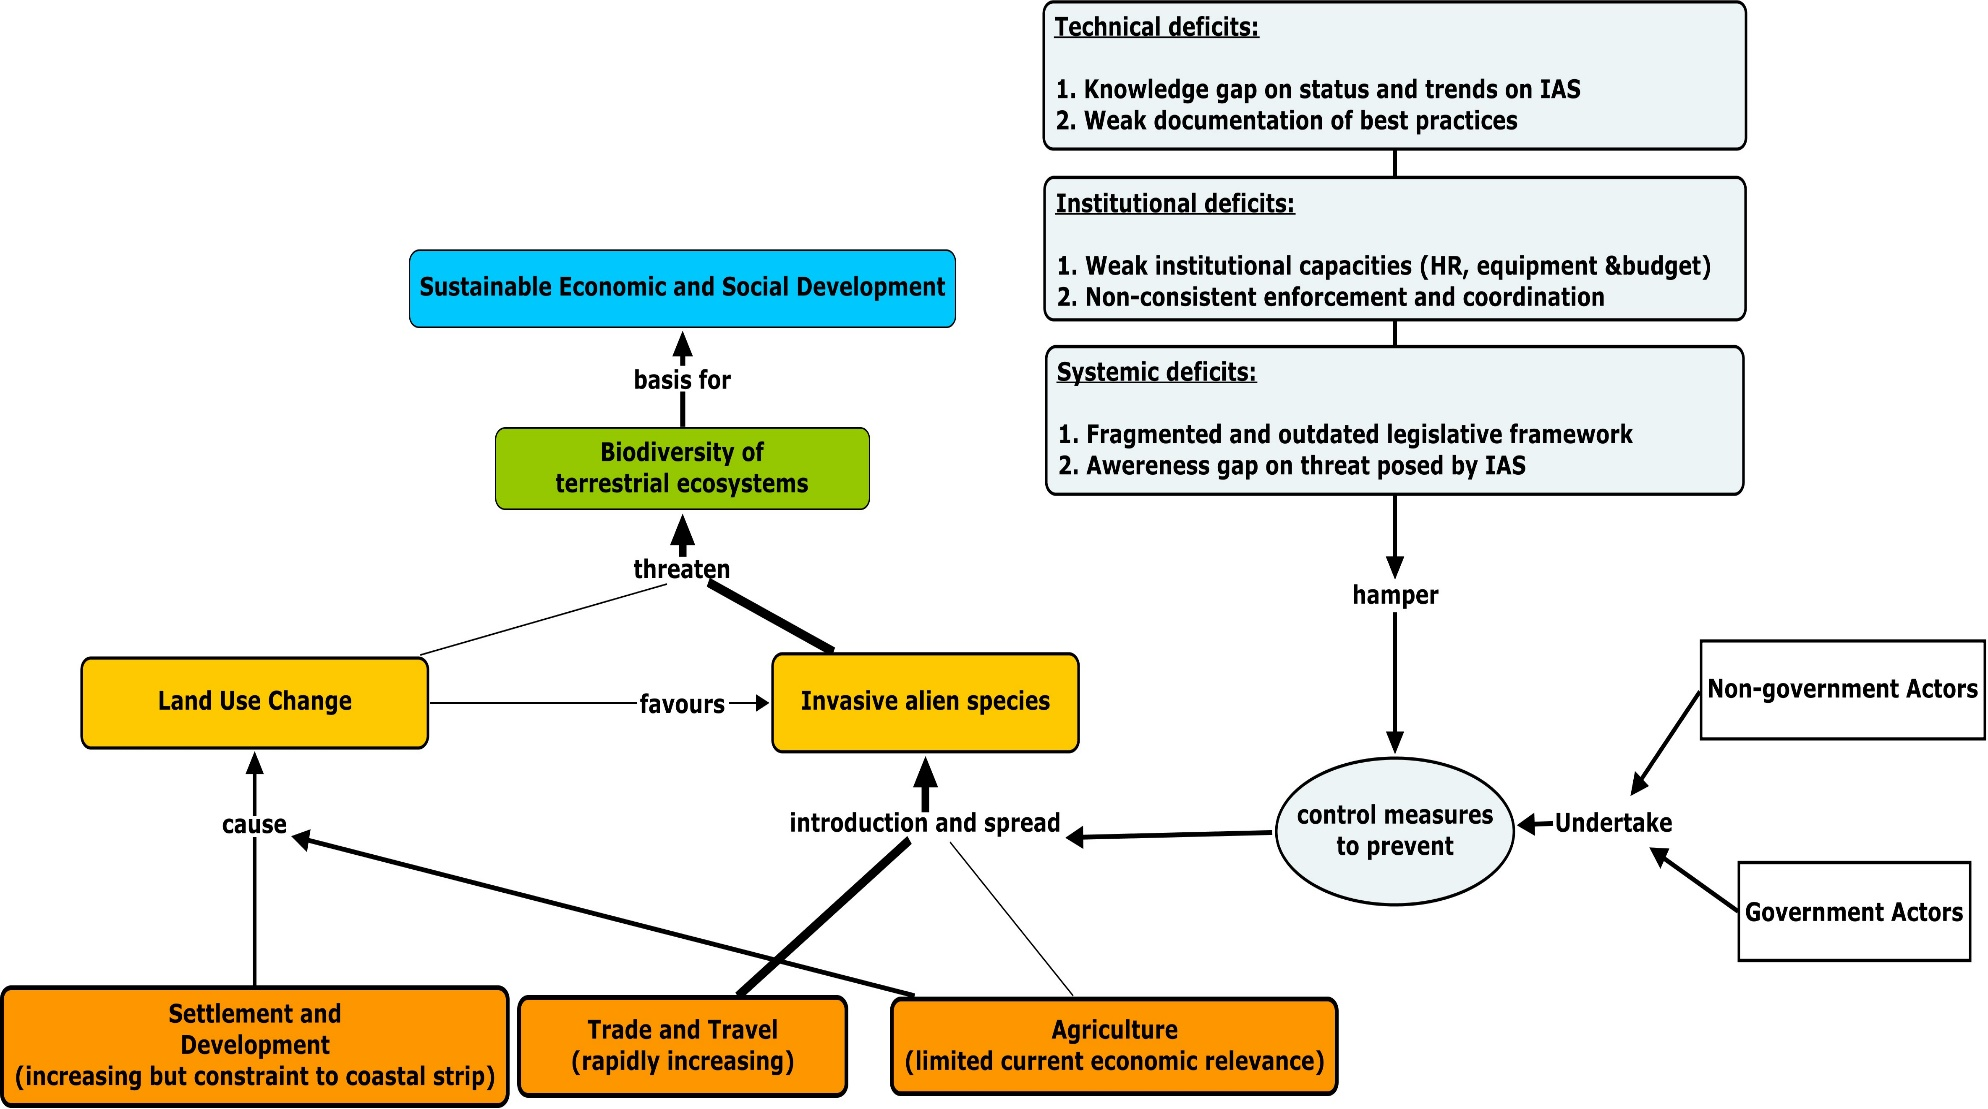 Technical deficits:
1. Knowledge gap on status and trends on IAS
2. Weak documentation of best practices
Institutional deficits:
1. Weak institutional capacities (HR, equipment &budget)
2. Non-consistent enforcement and coordination
Systemic deficits:
1. Fragmented and outdated legislative framework
2. Awereness gap on threat posed by IAS
hamper
Sustainable Economic and Social Development
basis for
Biodiversity of
terrestrial ecosystems
threaten
Land Use Change
favours
Invasive alien species
cause
introduction and spread
control measures
to prevent
Undertake
Non-government Actors
Government Actors
Settlement and
Development
(increasing but constraint to coastal strip)
Trade and Travel
(rapidly increasing)
Agriculture
(limited current economic relevance)